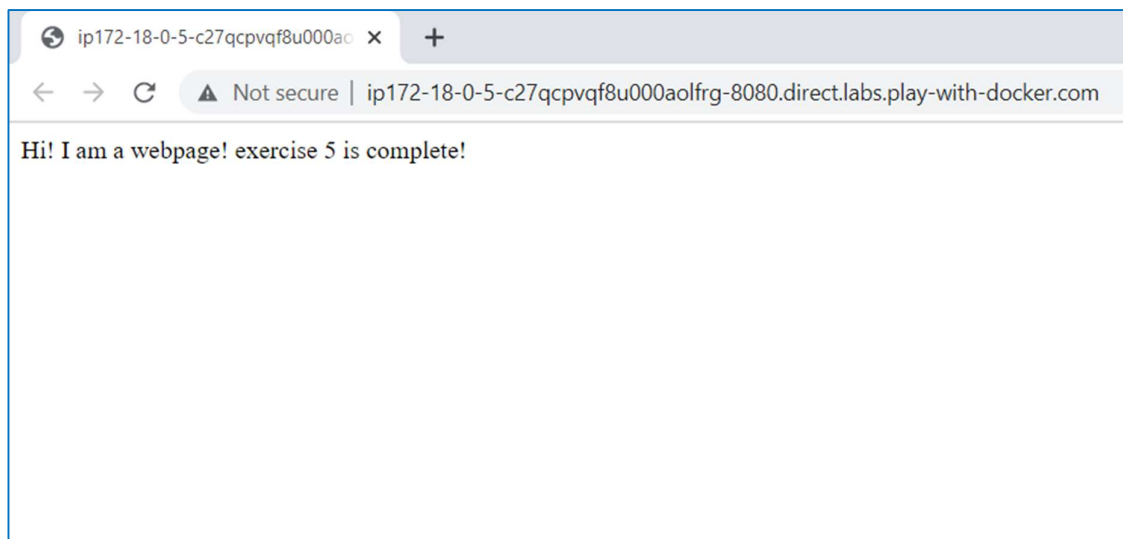 ip172-18-0-5-c27qcpvqf8u000ao
Not secure | ip172-18-0-5-c27qcpvqf8u000aolfrg-8080.direct.labs.play-with-docker.com
Hi! I am a webpage! exercise 5 is complete!